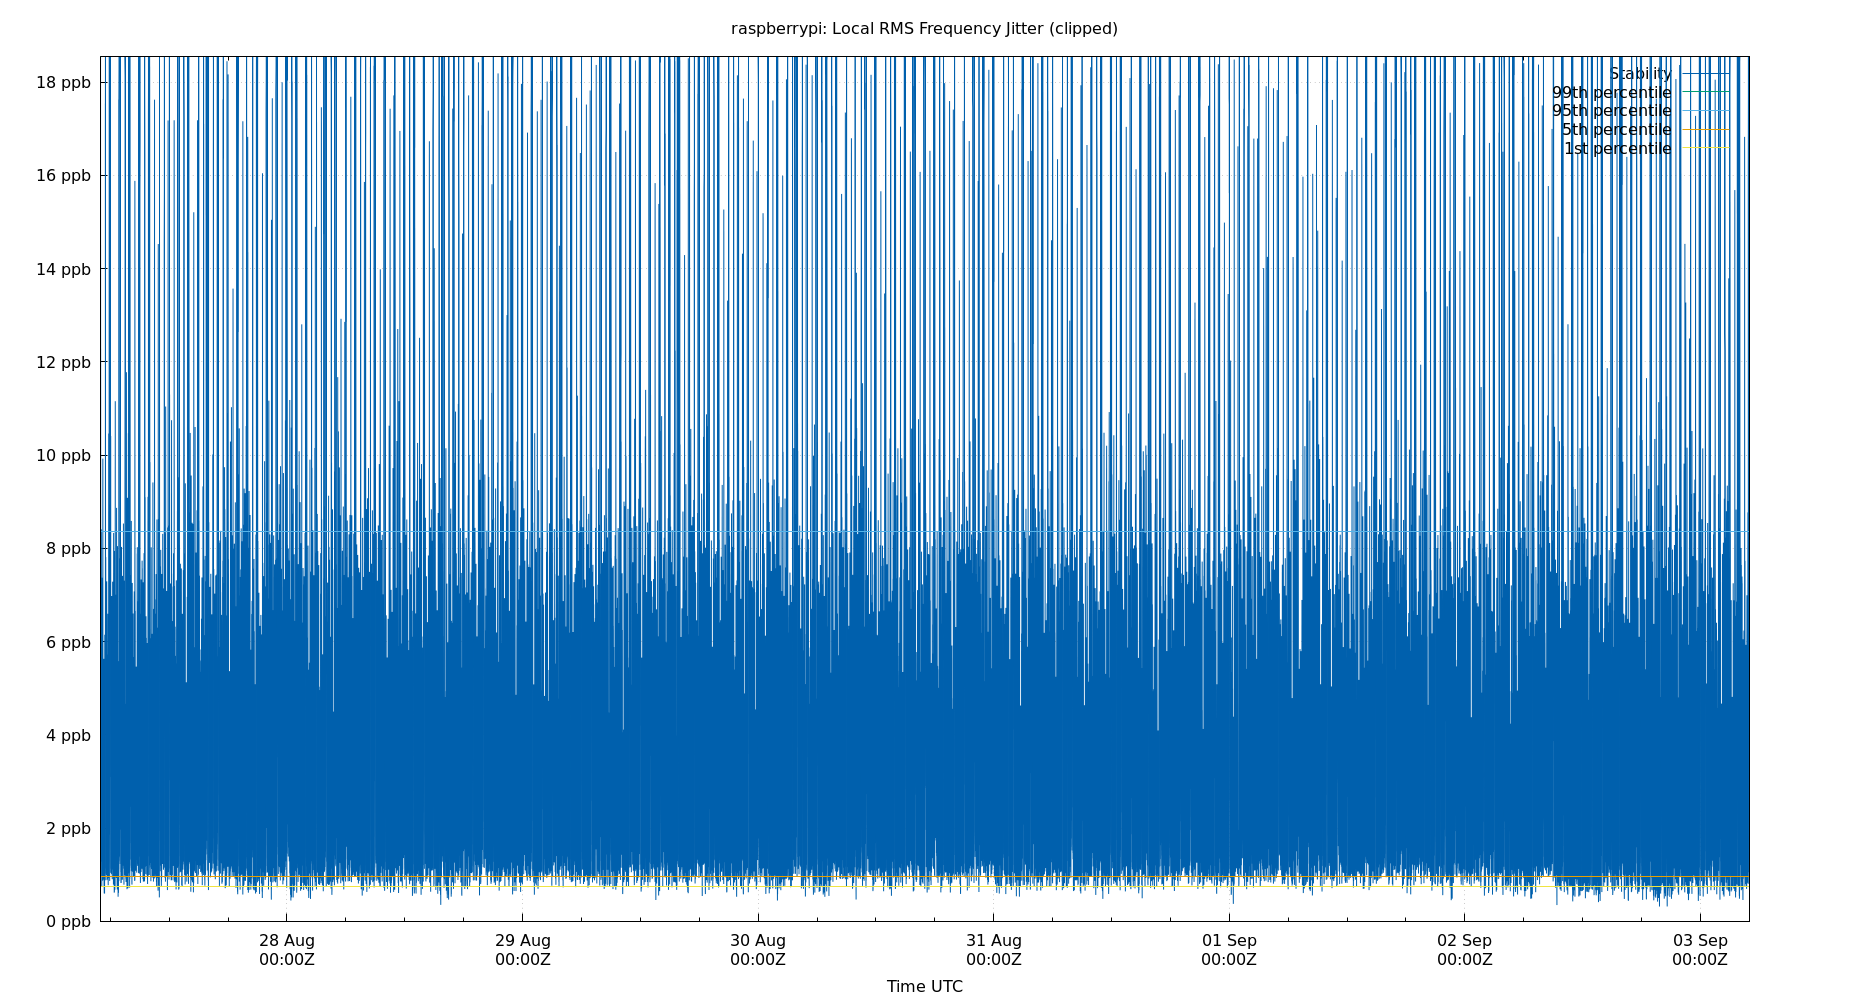 raspberrypi: Local RMS Frequency Jitter (clipped)
Stability
99th percentile
95th percentile
5th percentile
1st percentile
18 ppb
16 ppb
14 ppb
12 ppb
10 ppb
8 ppb
6 ppb
4 ppb
2 ppb
0 ppb
28 Aug
00:00Z
29 Aug
00:00Z
30 Aug
00:00Z
31 Aug
00:00Z
01 Sep
00:00Z
02 Sep
00:00Z
03 Sep
00:00Z
Time UTC